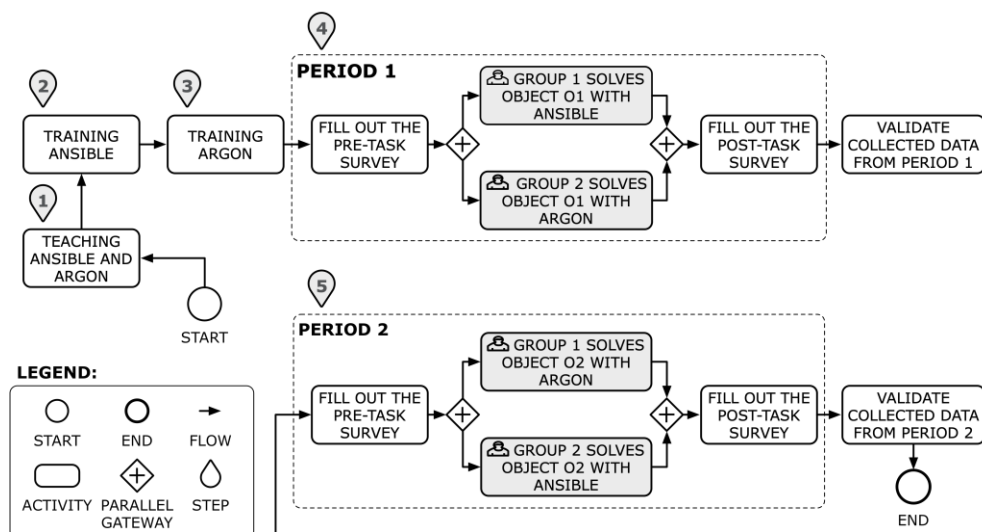 4
PERIOD 1
2
3
GROUP 1 SOLVES
OBJECT O1 WITH
ANSIBLE
TRAINING
ANSIBLE
TRAINING
ARGON
FILL OUT THE
PRE-TASK
SURVEY
FILL OUT THE
POST-TASK
SURVEY
VALIDATE
COLLECTED DATA
FROM PERIOD 1
GROUP 2 SOLVES
OBJECT O1 WITH
ARGON
1
TEACHING
ANSIBLE AND
ARGON
START
5
PERIOD 2
GROUP 1 SOLVES
OBJECT O2 WITH
ARGON
FILL OUT THE
PRE-TASK
SURVEY
FILL OUT THE
POST-TASK
SURVEY
VALIDATE
COLLECTED DATA
FROM PERIOD 2
GROUP 2 SOLVES
OBJECT O2 WITH
ANSIBLE
END
LEGEND:
START
END
FLOW
ACTIVITY
PARALLEL
GATEWAY
STEP